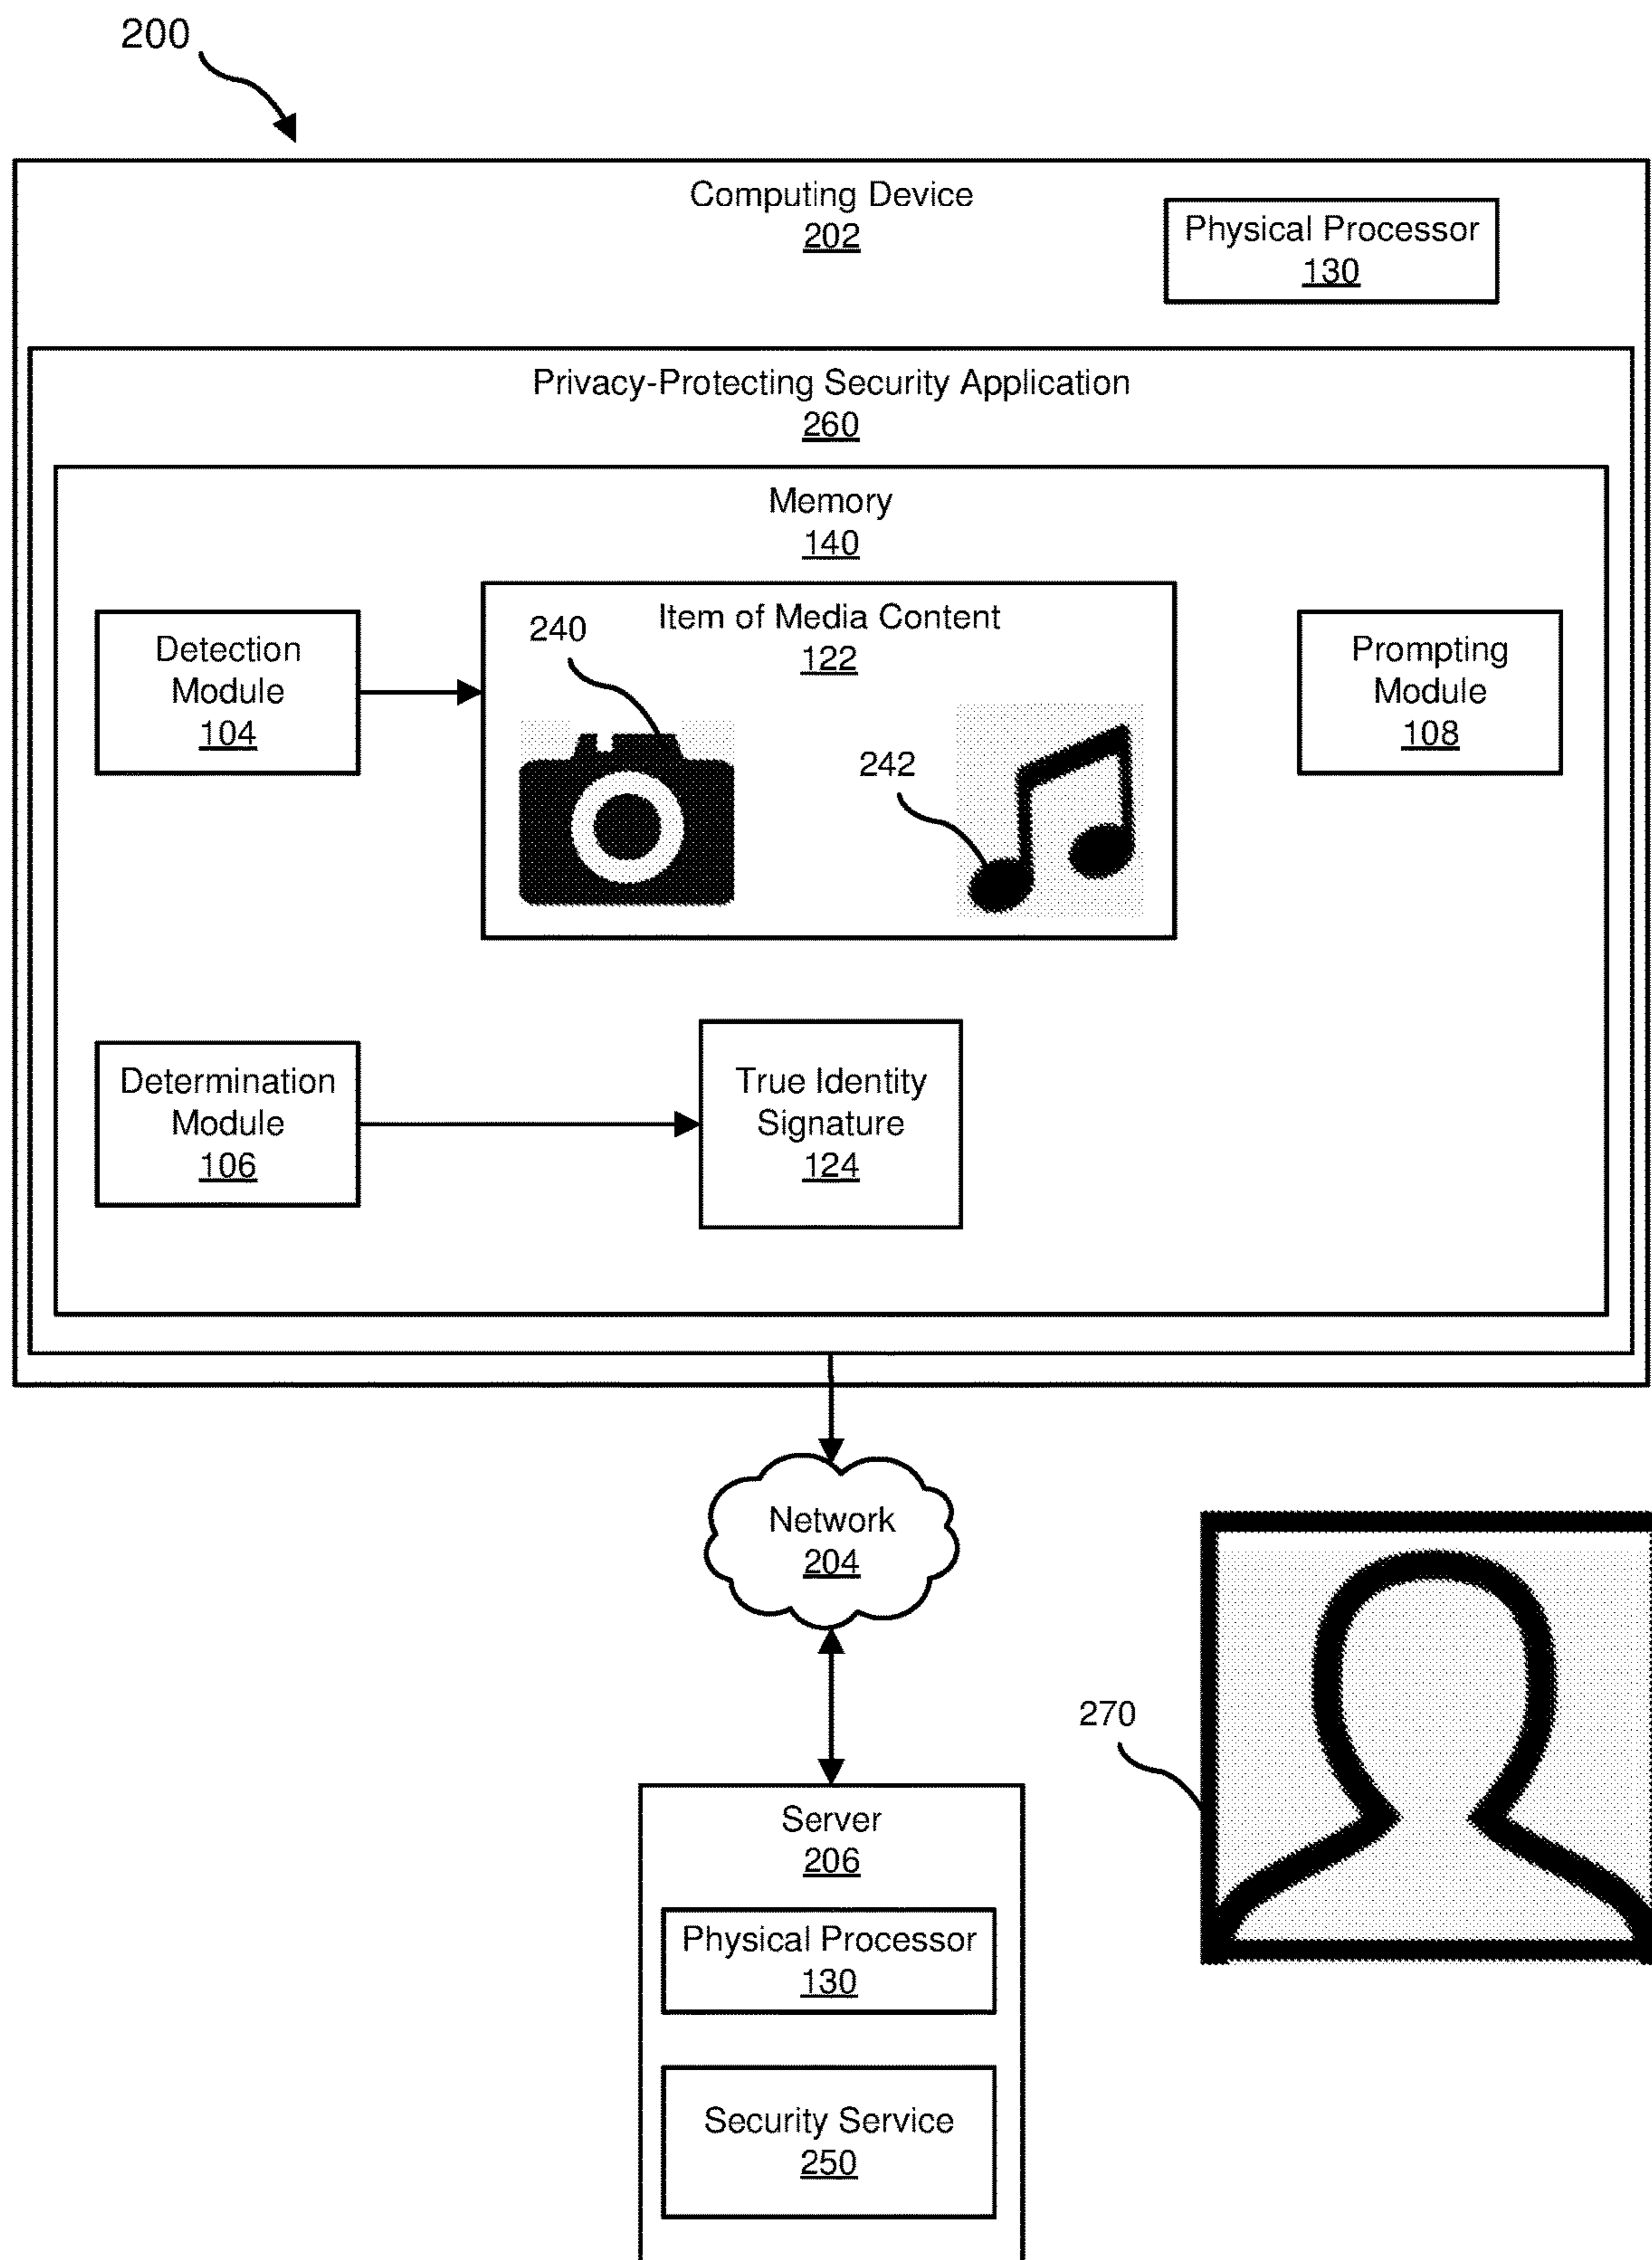 200
Computing Device
202
Physical Processor
130
Privacy-Protecting Security Application
260
Memory
140
Detection
Module
104
Item of Media Content
122
240
242
Prompting
Module
108
Determination
Module
106
True Identity
Signature
124
Network
204
270
Server
206
Physical Processor
130
Security Service
250